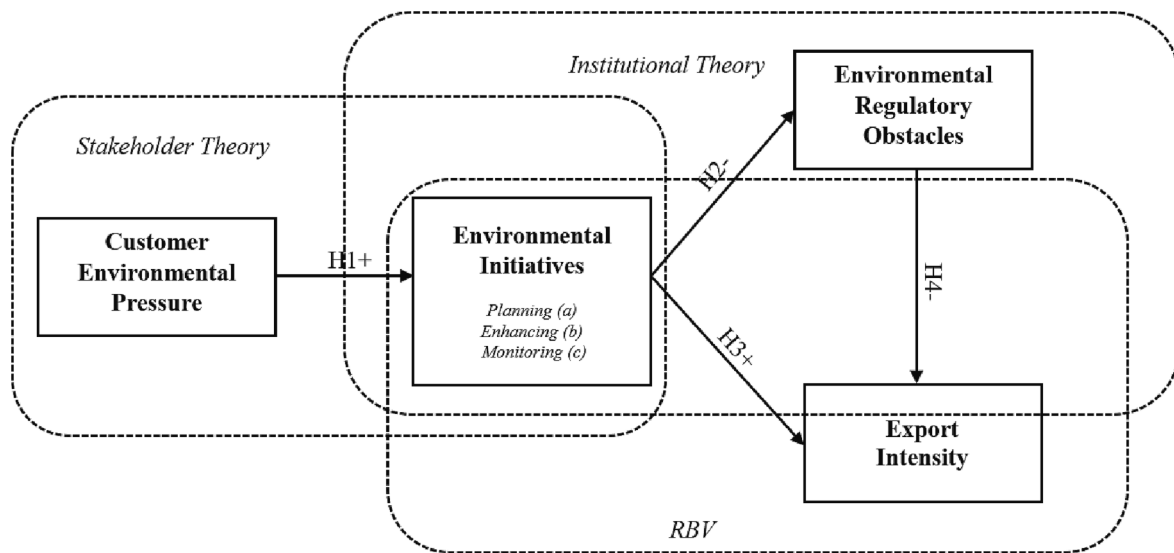 Institutional Theory
Environmental
Regulatory
Obstacles
Stakeholder Theory
H2-
Customer
Environmental
Pressure
H1+
Environmental
Initiatives
Planning (a)
Enhancing (b)
Monitoring (c)
H4-
H3+
Export
Intensity
RBV